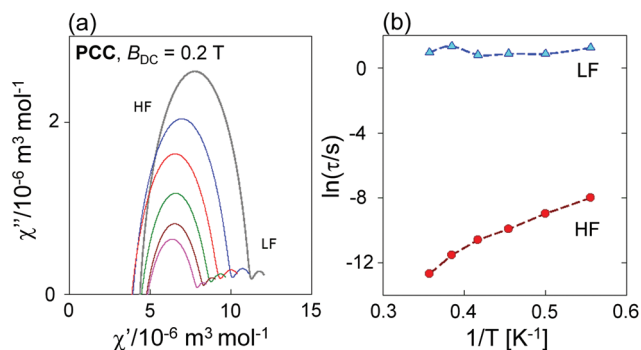 (a)
PCC, B_DC = 0.2 T
HF
LF
2
0
0
5
10
15
χ''/10⁻⁶ m³ mol⁻¹
χ'/10⁻⁶ m³ mol⁻¹
(b)
0
-4
-8
-12
LF
HF
0.3
0.4
0.5
0.6
ln(τ/s)
1/T [K⁻¹]